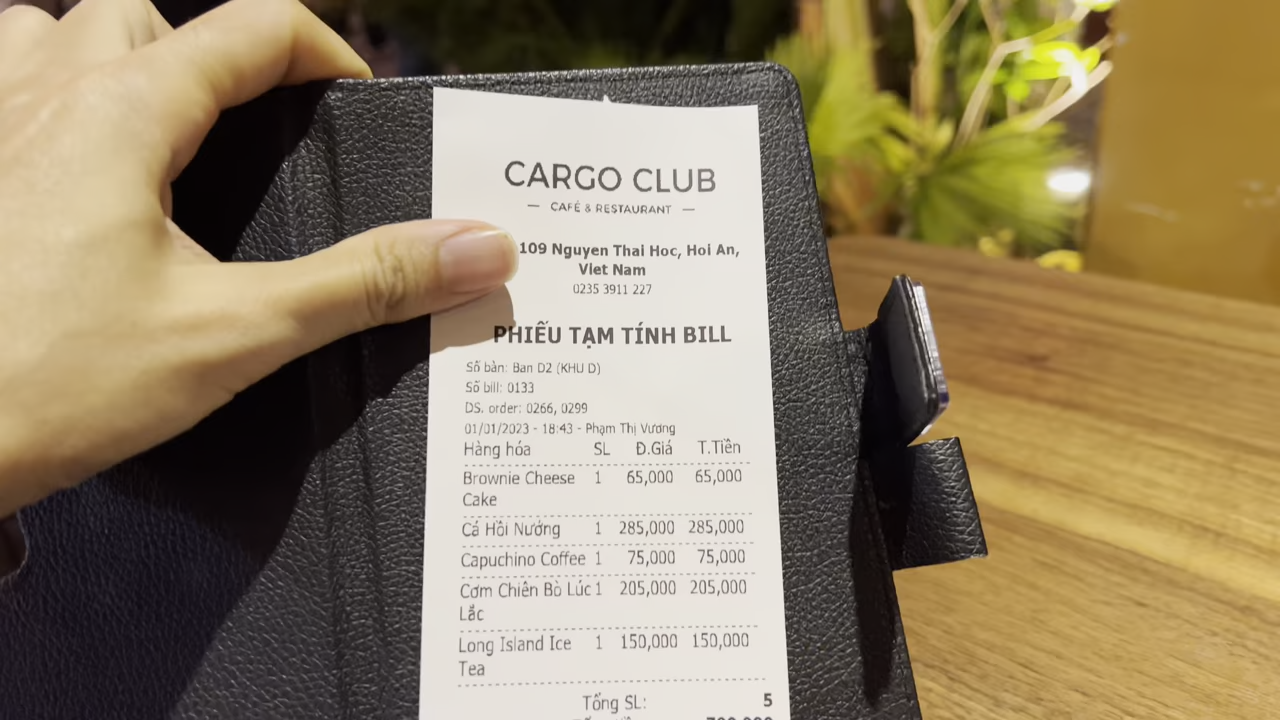 CARGO CLUB
— CAFÉ & RESTAURANT —
109 Nguyen Thai Hoc, Hoi An,
Viet Nam
0235 3911 227
PHIẾU TẠM TÍNH BILL
Số bàn: Ban D2 (KHU D)
Số bill: 0133
DS. order: 0266, 0299
01/01/2023 - 18:43 - Phạm Thị Vương
Hàng hóa SL Đ.Giá T.Tiền
Brownie Cheese 1 65,000 65,000
Cake
Cá Hồi Nướng 1 285,000 285,000
Capuchino Coffee 1 75,000 75,000
Cơm Chiên Bò Lúc 1 205,000 205,000
Lắc
Long Island Ice 1 150,000 150,000
Tea
Tổng SL: 5